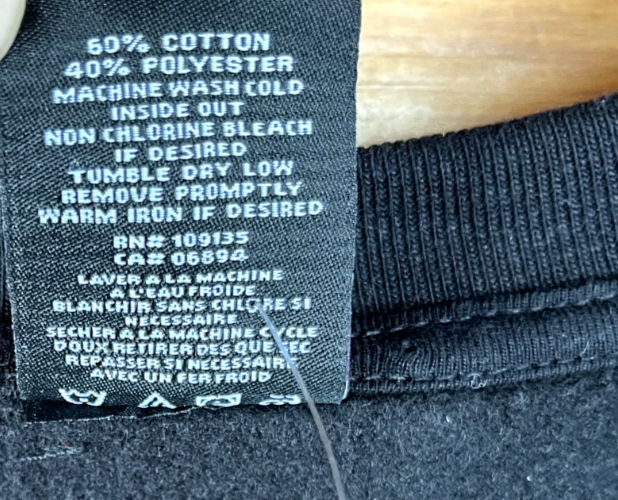 60% COTTON
40% POLYESTER
MACHINE WASH COLD
INSIDE OUT
NON CHLORINE BLEACH
IF DESIRED
TUMBLE DRY LOW
REMOVE PROMPTLY
WARM IRON IF DESIRED
RN# 109135
CA# 06894
LAVER A LA MACHINE
A L'EAU FROIDE
BLANCHIR SANS CHLORE SI
NECESSAIRE
SECHER A LA MACHINE CYCLE
DOUX RETIRER DES QUE SEC
REPASSER SI NECESSAIRE
AVEC UN FER FROID